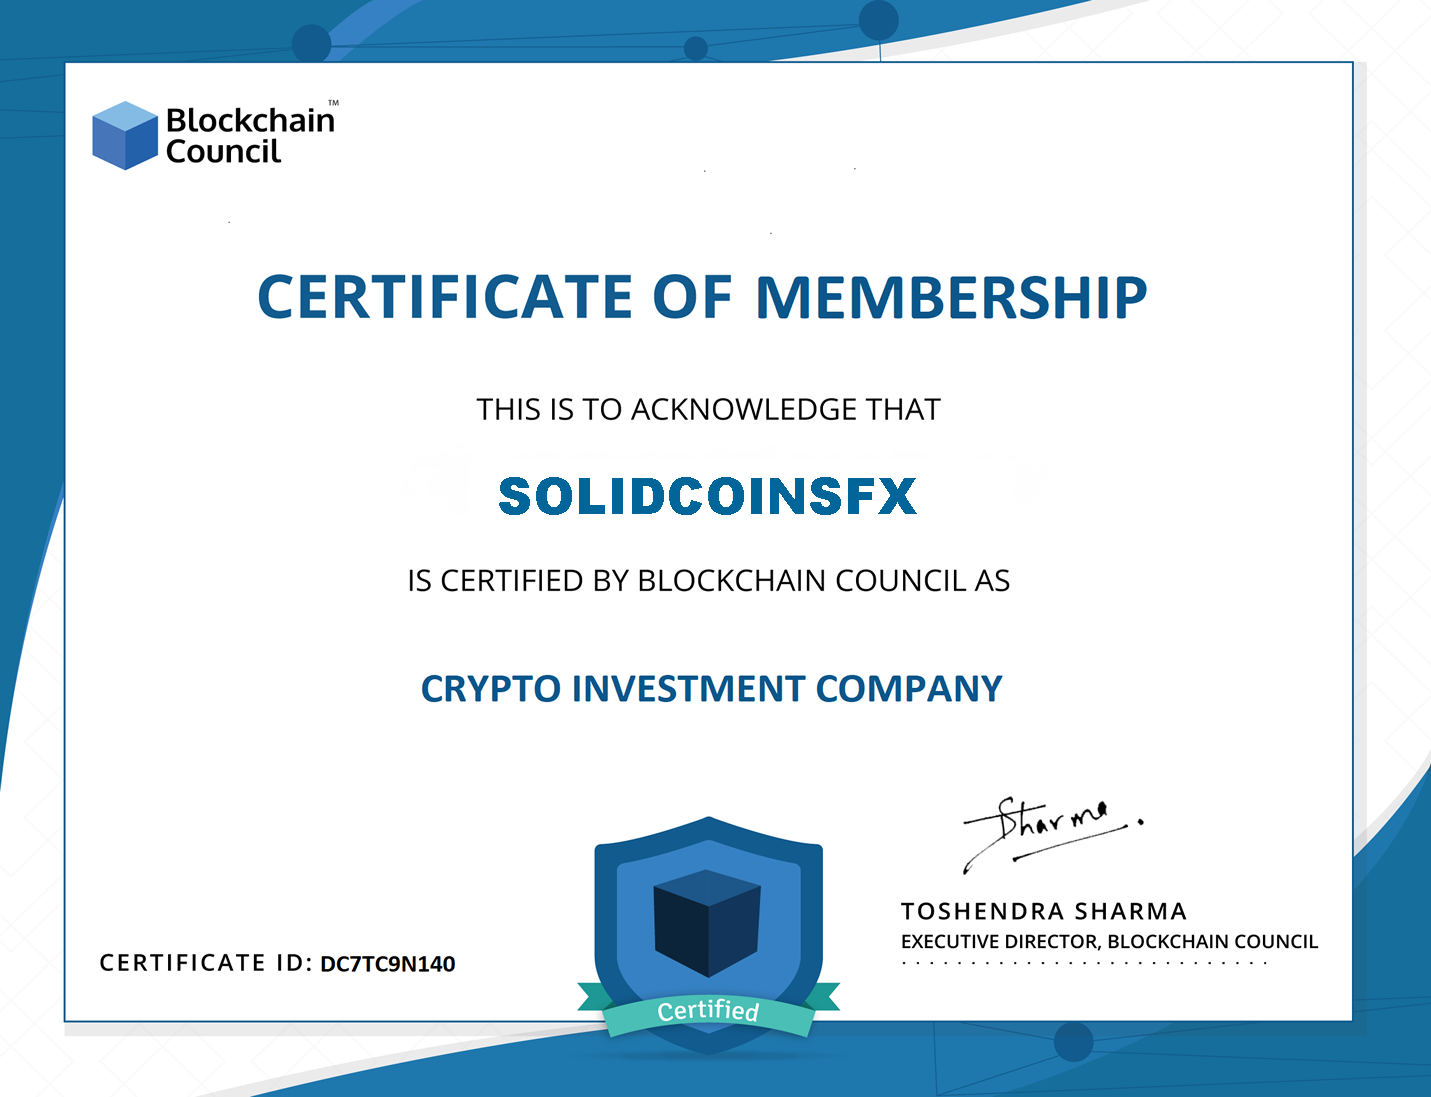 Blockchain™
Council
CERTIFICATE OF MEMBERSHIP
THIS IS TO ACKNOWLEDGE THAT
SOLIDCOINSFX
IS CERTIFIED BY BLOCKCHAIN COUNCIL AS
CRYPTO INVESTMENT COMPANY
Sharma
TOSHENDRA SHARMA
EXECUTIVE DIRECTOR, BLOCKCHAIN COUNCIL
CERTIFICATE ID: DC7TC9N140
Certified